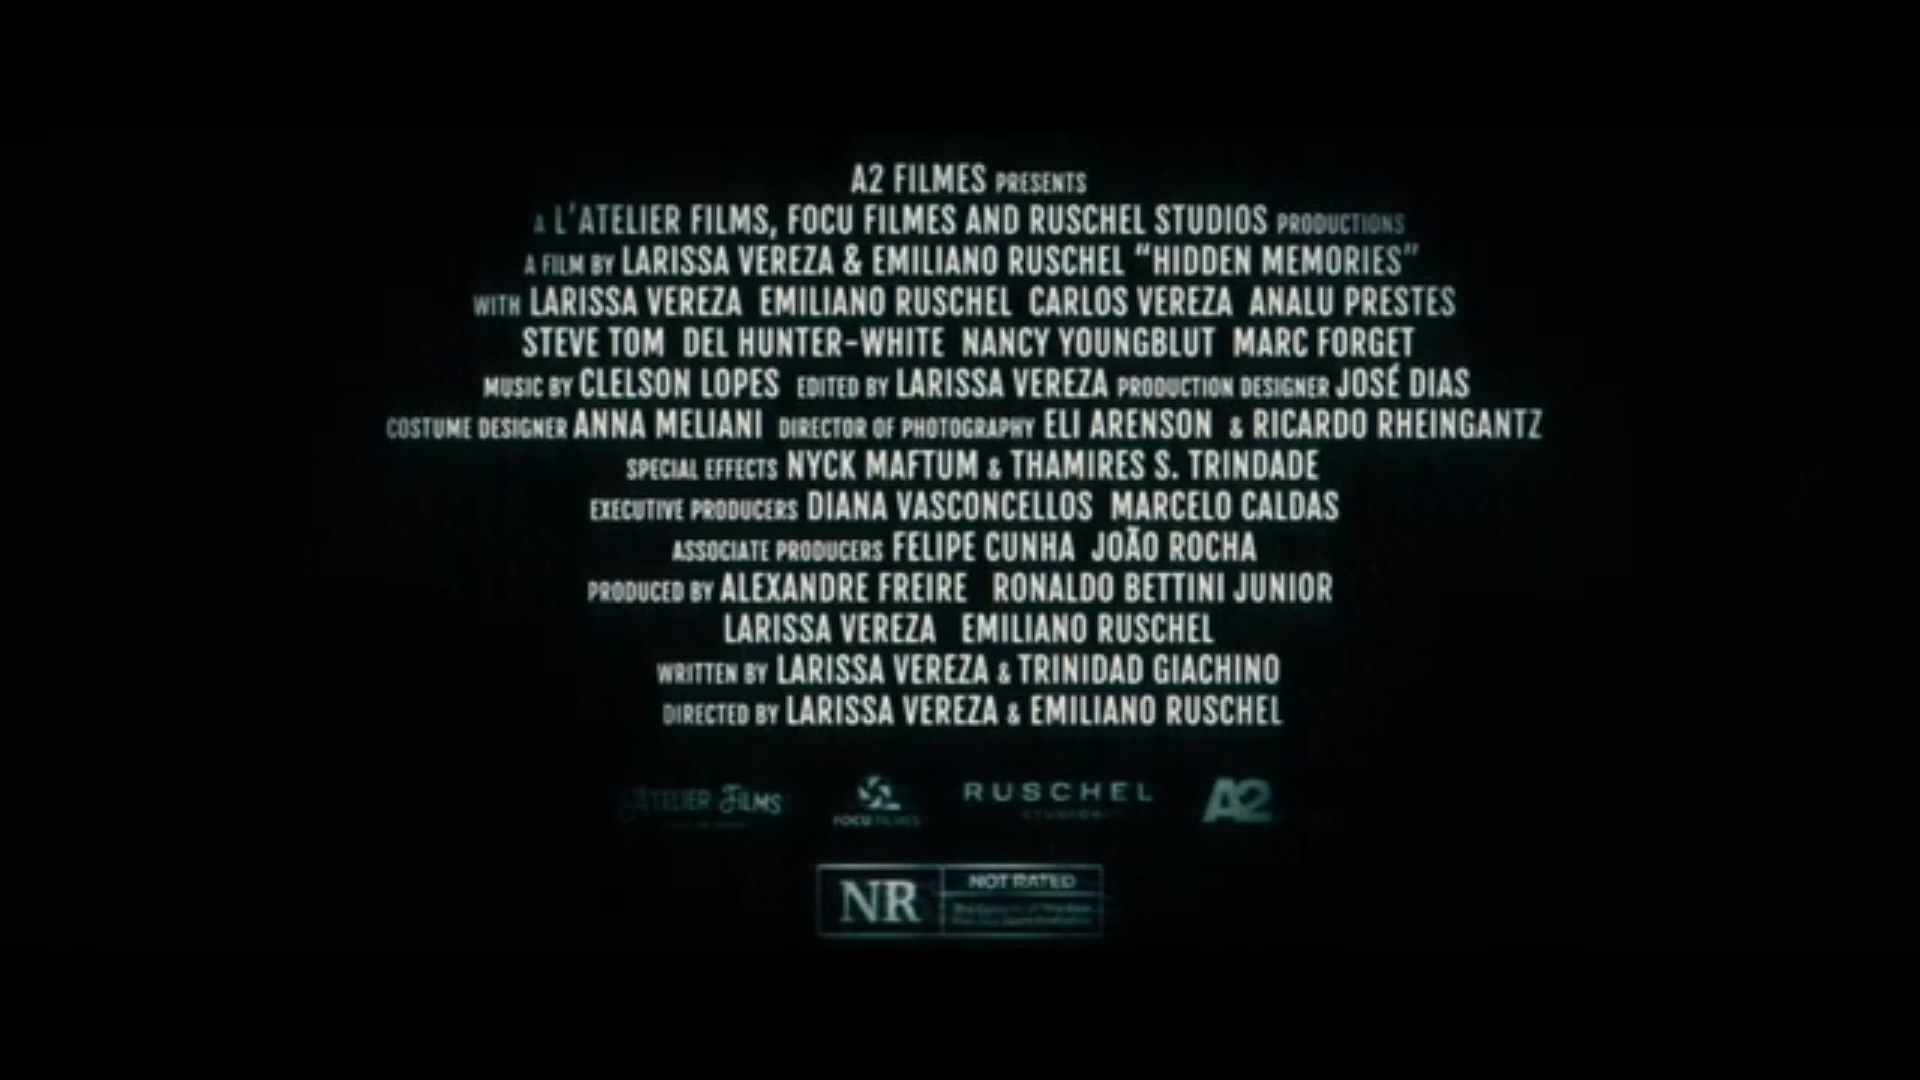 A2 FILMES PRESENTS
A L'ATELIER FILMS, FOCU FILMES AND RUSCHEL STUDIOS PRODUCTIONS
A FILM BY LARISSA VEREZA & EMILIANO RUSCHEL "HIDDEN MEMORIES"
WITH LARISSA VEREZA EMILIANO RUSCHEL CARLOS VEREZA ANALU PRESTES
STEVE TOM DEL HUNTER-WHITE NANCY YOUNGBLUT MARC FORGET
MUSIC BY CLELSON LOPES EDITED BY LARISSA VEREZA PRODUCTION DESIGNER JOSÉ DIAS
COSTUME DESIGNER ANNA MELIANI DIRECTOR OF PHOTOGRAPHY ELI ARENSON & RICARDO RHEINGANTZ
SPECIAL EFFECTS NYCK MAFTUM & THAMIRES S. TRINDADE
EXECUTIVE PRODUCERS DIANA VASCONCELLOS MARCELO CALDAS
ASSOCIATE PRODUCERS FELIPE CUNHA JOÃO ROCHA
PRODUCED BY ALEXANDRE FREIRE RONALDO BETTINI JUNIOR
LARISSA VEREZA EMILIANO RUSCHEL
WRITTEN BY LARISSA VEREZA & TRINIDAD GIACHINO
DIRECTED BY LARISSA VEREZA & EMILIANO RUSCHEL
ATELIER FILMS
FOCU FILMES
RUSCHEL
STUDIOS
A2
NR
NOT RATED